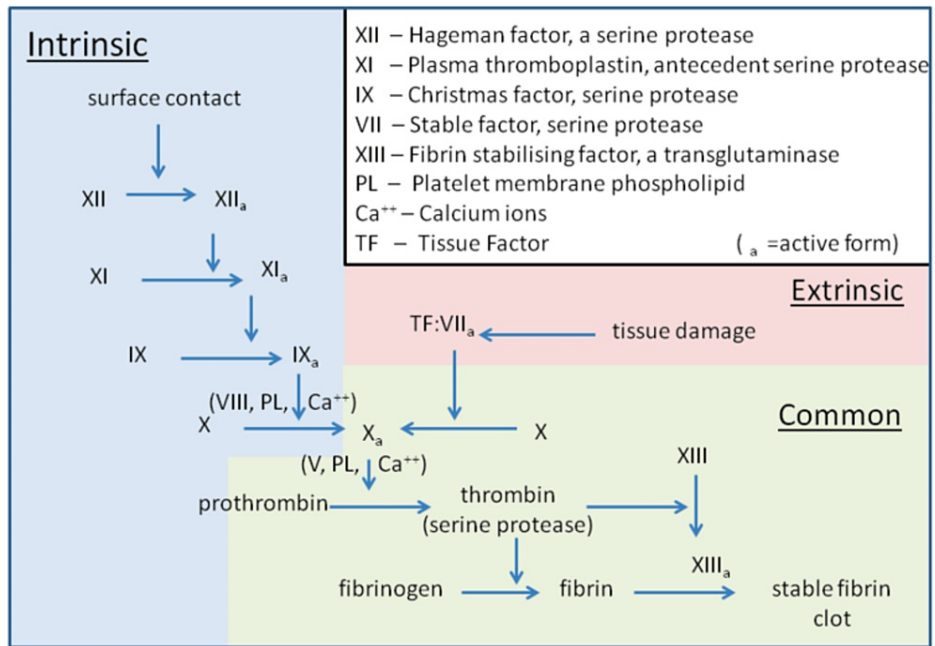 Intrinsic
surface contact
XII
XIIa
XI
XIa
IX
IXa
(VIII, PL, Ca++)
X
Xa
XII – Hageman factor, a serine protease
XI – Plasma thromboplastin, antecedent serine protease
IX – Christmas factor, serine protease
VII – Stable factor, serine protease
XIII – Fibrin stabilising factor, a transglutaminase
PL – Platelet membrane phospholipid
Ca++ – Calcium ions
TF – Tissue Factor ( a =active form)
Extrinsic
TF:VIIa
tissue damage
Common
X
(V, PL, Ca++)
XIII
prothrombin
thrombin
(serine protease)
XIIIa
fibrinogen
fibrin
stable fibrin
clot